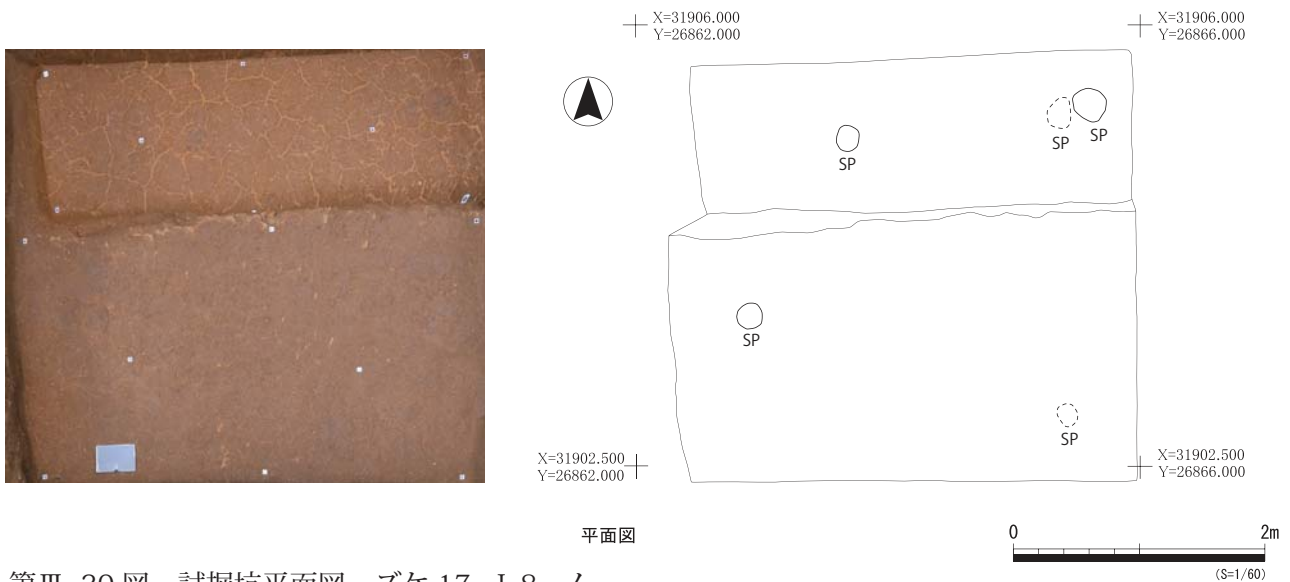 X=31906.000
Y=26862.000
X=31906.000
Y=26866.000
SP
SP
SP
SP
SP
X=31902.500
Y=26862.000
X=31902.500
Y=26866.000
平面図
0
2m
(S=1/60)